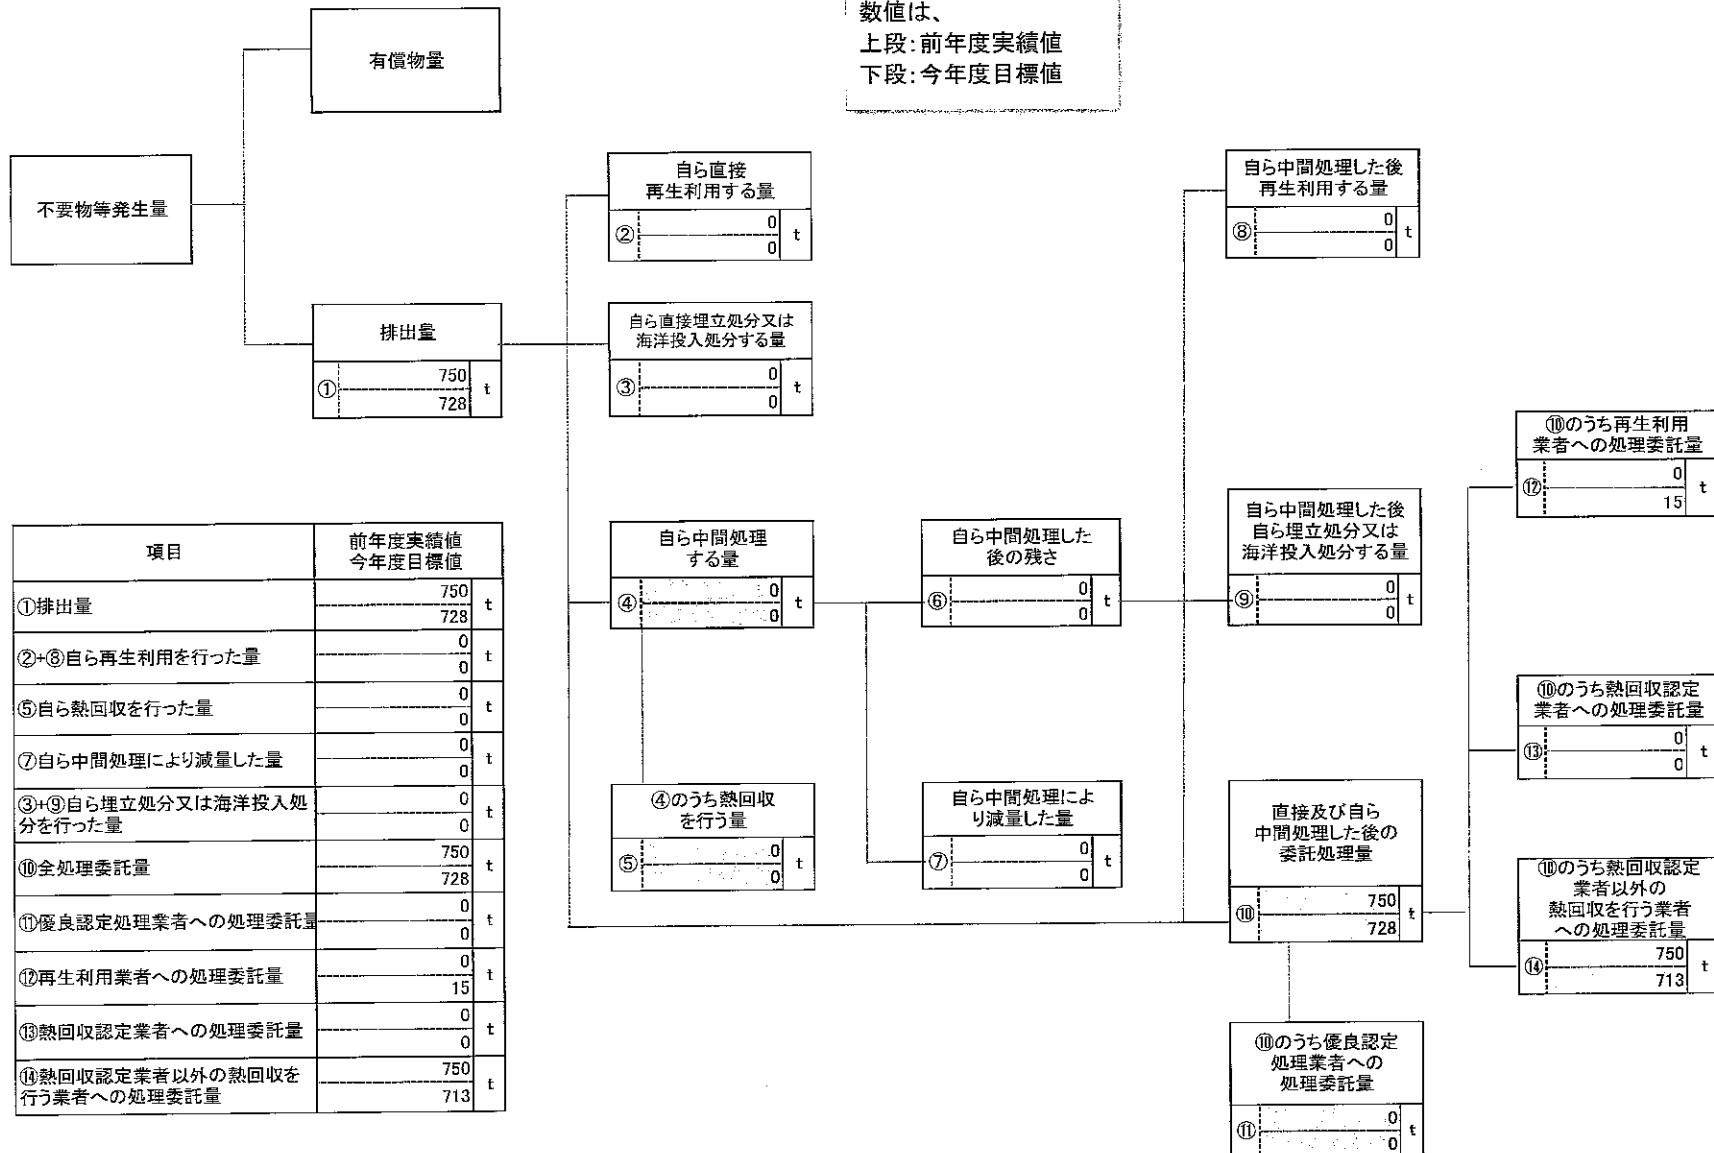 数値は、
上段:前年度実績値
下段:今年度目標値
有償物量
不要物等発生量
排出量
① 750 t
728
自ら直接
再生利用する量
② 0 t
0
自ら直接埋立処分又は
海洋投入処分する量
③ 0 t
0
自ら中間処理
する量
④ 0 t
0
④のうち熱回収
を行う量
⑤ 0 t
0
自ら中間処理した
後の残さ
⑥ 0 t
0
自ら中間処理によ
り減量した量
⑦ 0 t
0
自ら中間処理した後
再生利用する量
⑧ 0 t
0
自ら中間処理した後
自ら埋立処分又は
海洋投入処分する量
⑨ 0 t
0
直接及び自ら
中間処理した後の
委託処理量
⑩ 750 t
728
⑩のうち優良認定
処理業者への
処理委託量
⑪ 0 t
0
⑩のうち再生利用
業者への処理委託量
⑫ 0 t
15
⑩のうち熱回収認定
業者への処理委託量
⑬ 0 t
0
⑩のうち熱回収認定
業者以外の
熱回収を行う業者
への処理委託量
⑭ 750 t
713
項目 前年度実績値
今年度目標値
①排出量 750 t
728
②+⑧自ら再生利用を行った量 0 t
0
⑤自ら熱回収を行った量 0 t
0
⑦自ら中間処理により減量した量 0 t
0
③+⑨自ら埋立処分又は海洋投入処 0 t
分を行った量 0
⑩全処理委託量 750 t
728
⑪優良認定処理業者への処理委託量 0 t
0
⑫再生利用業者への処理委託量 0 t
15
⑬熱回収認定業者への処理委託量 0 t
0
⑭熱回収認定業者以外の熱回収を 750 t
行う業者への処理委託量 713